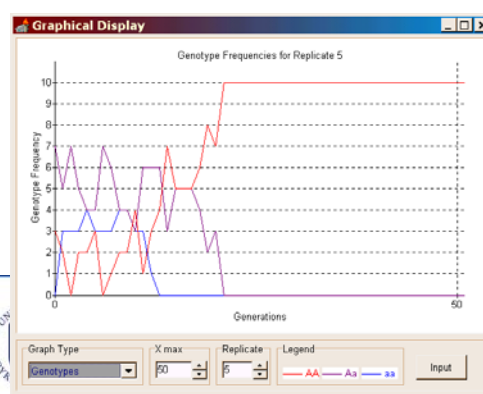 Graphical Display
Genotype Frequencies for Replicate 5
Genotype Frequency
10
9
8
7
6
5
4
3
2
1
0
0
50
Generations
Graph Type
Genotypes
X max
50
Replicate
5
Legend
AA
Aa
aa
Input